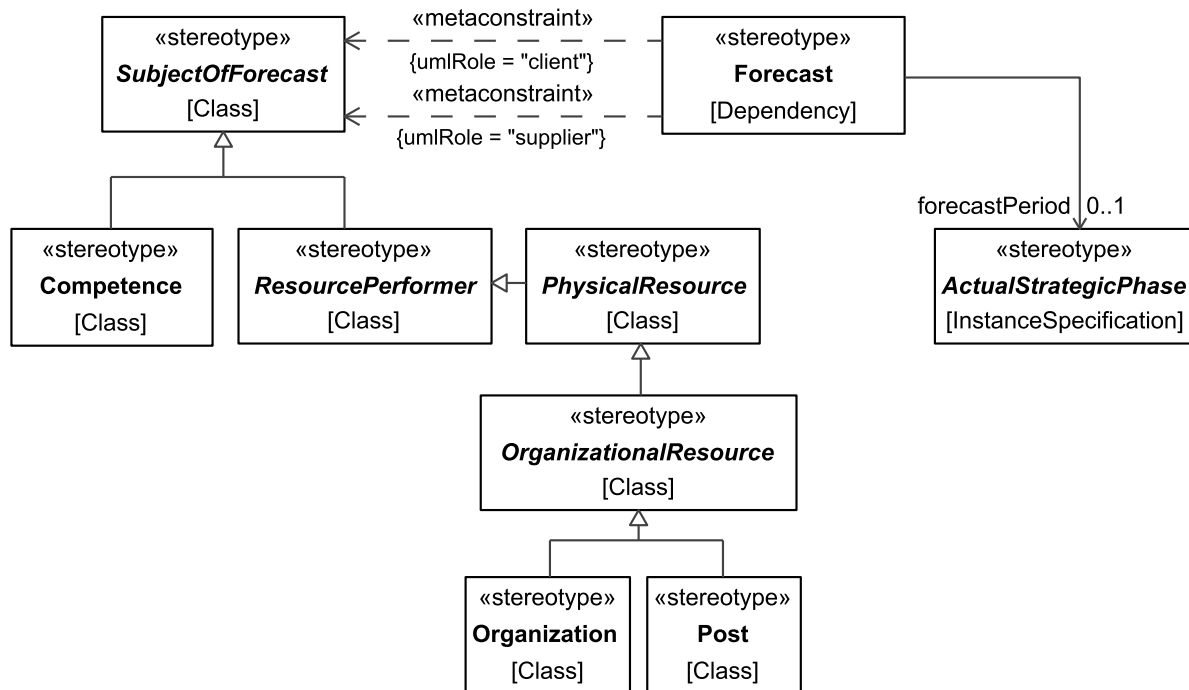 «stereotype»
SubjectOfForecast
[Class]
«metaconstraint»
{umlRole = "client"}
«metaconstraint»
{umlRole = "supplier"}
«stereotype»
Forecast
[Dependency]
forecastPeriod 0..1
«stereotype»
Competence
[Class]
«stereotype»
ResourcePerformer
[Class]
«stereotype»
PhysicalResource
[Class]
«stereotype»
ActualStrategicPhase
[InstanceSpecification]
«stereotype»
OrganizationalResource
[Class]
«stereotype»
Organization
[Class]
«stereotype»
Post
[Class]